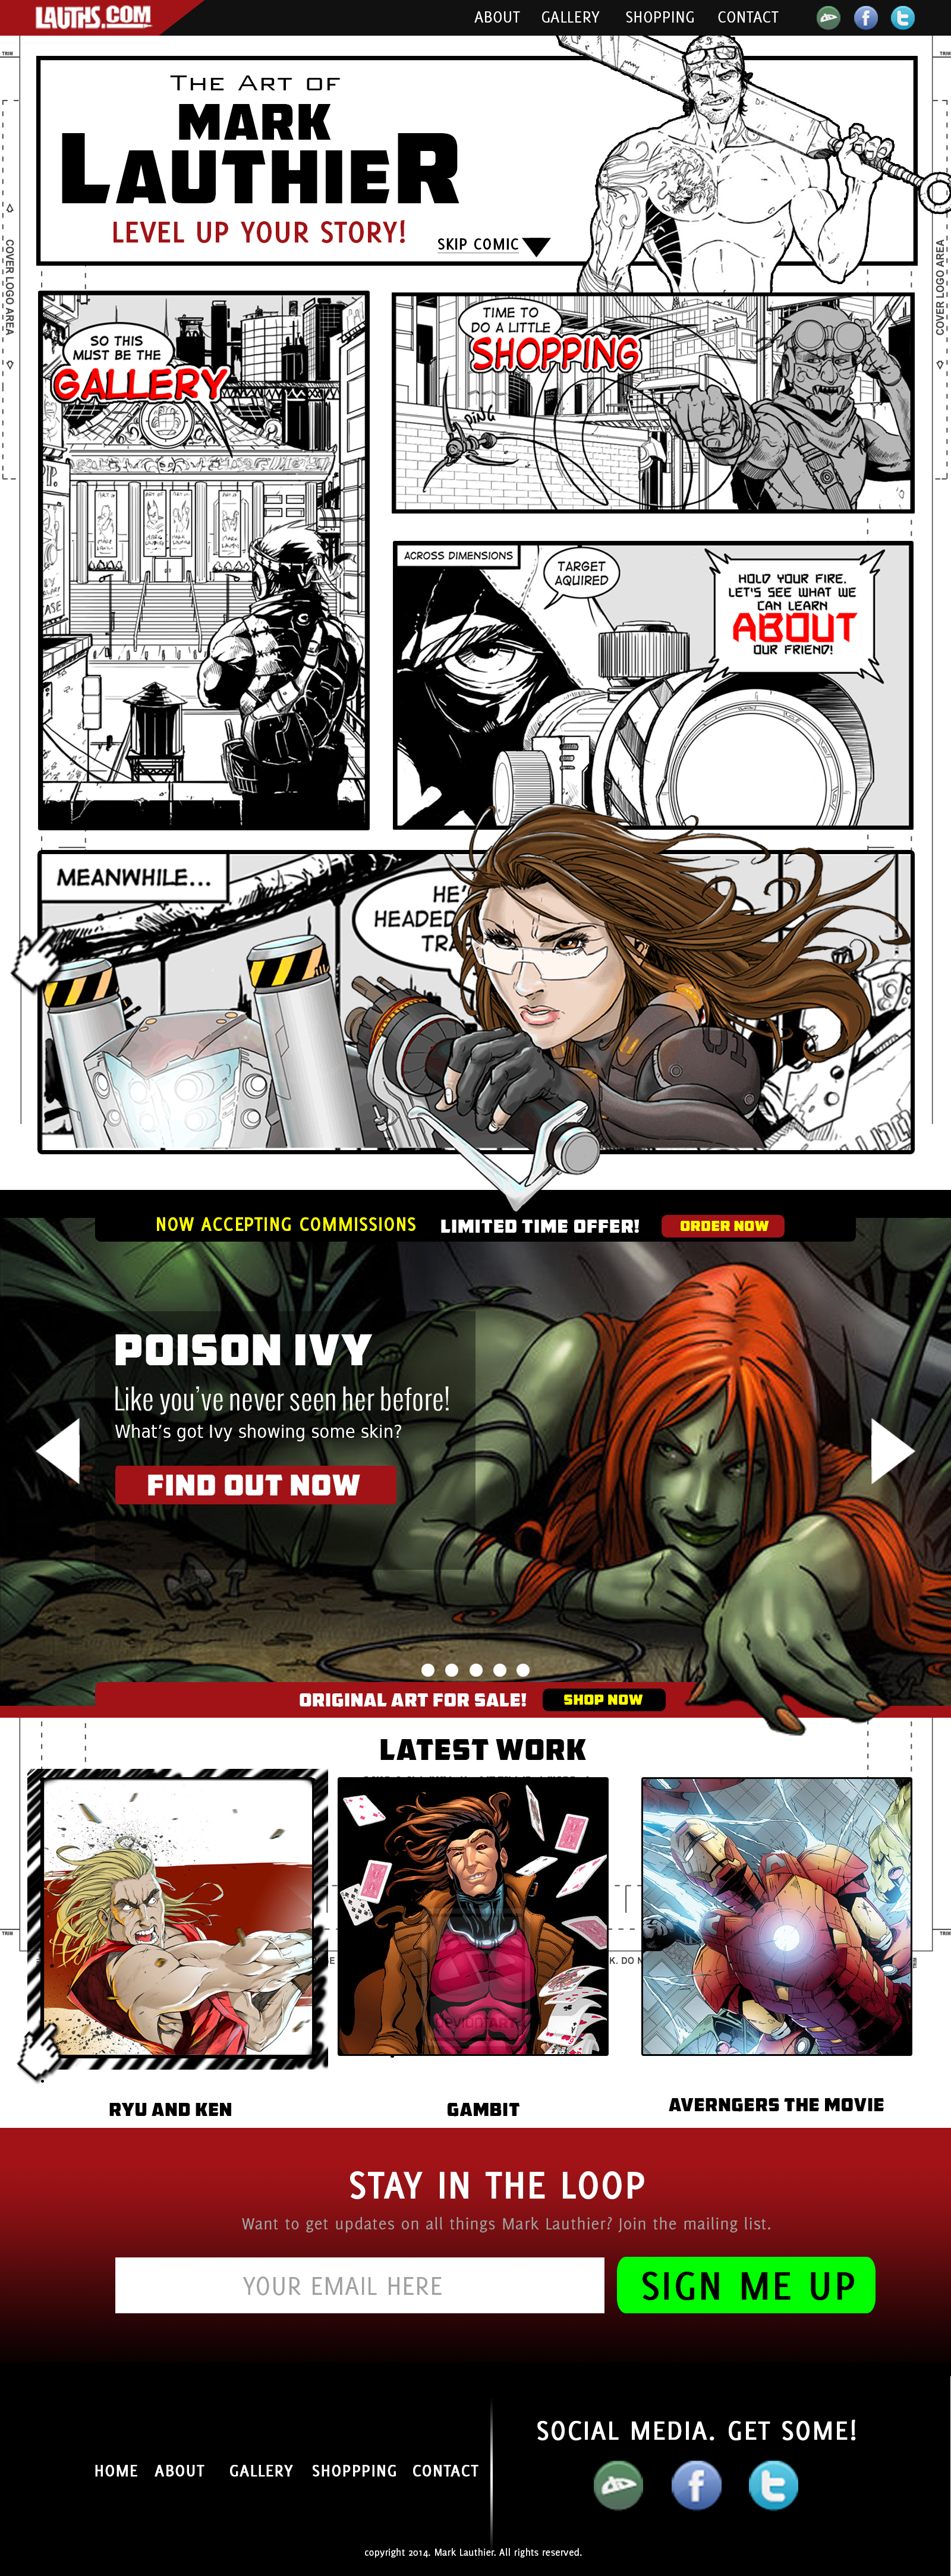 LAUTHS.COM
ABOUT GALLERY SHOPPING CONTACT
TRIM
TRIM
The Art of
MARK
LAUTHIER
LEVEL UP YOUR STORY!
SKIP COMIC
COVER LOGO AREA
COVER LOGO AREA
SO THIS
MUST BE THE
GALLERY
TIME TO
DO A LITTLE
SHOPPING
DING
ACROSS DIMENSIONS
TARGET
AQUIRED
HOLD YOUR FIRE.
LET'S SEE WHAT WE
CAN LEARN
ABOUT
OUR FRIEND!
MEANWHILE...
HE'
HEADED
TRA
NOW ACCEPTING COMMISSIONS LIMITED TIME OFFER! ORDER NOW
POISON IVY
Like you've never seen her before!
What's got Ivy showing some skin?
FIND OUT NOW
ORIGINAL ART FOR SALE! SHOP NOW
LATEST WORK
TRIM
TRIM
K. DO N
RYU AND KEN
GAMBIT
AVERNGERS THE MOVIE
STAY IN THE LOOP
Want to get updates on all things Mark Lauthier? Join the mailing list.
YOUR EMAIL HERE
SIGN ME UP
SOCIAL MEDIA. GET SOME!
HOME ABOUT GALLERY SHOPPPING CONTACT
copyright 2014. Mark Lauthier. All rights reserved.